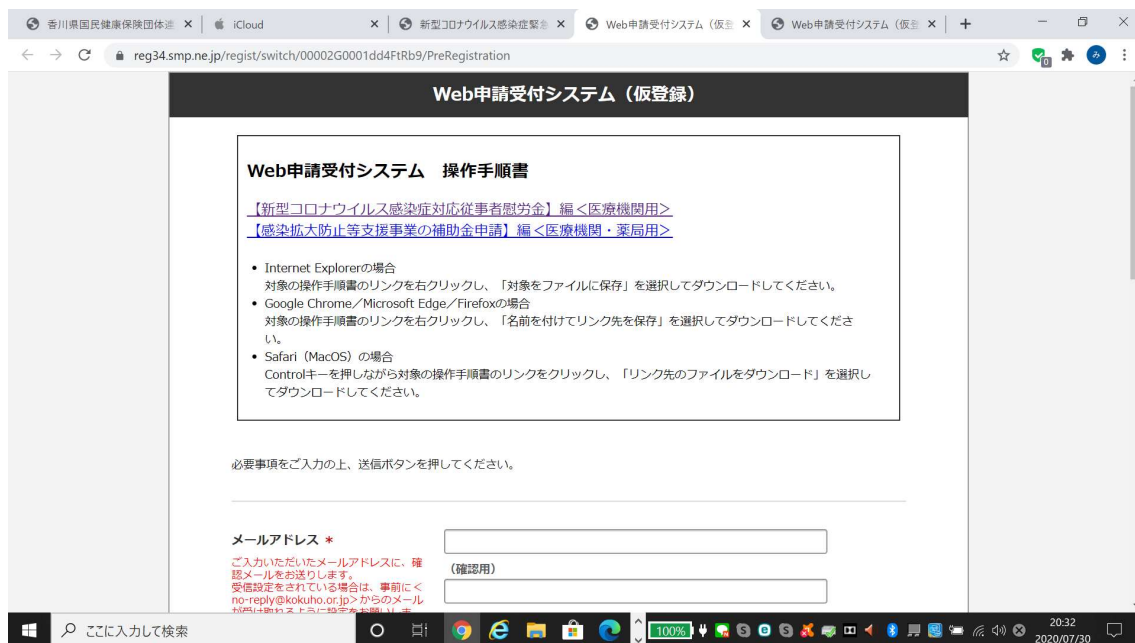 香川県国民健康保険団体連
iCloud
新型コロナウイルス感染症緊急
Web申請受付システム（仮登
Web申請受付システム（仮登
reg34.smp.ne.jp/regist/switch/00002G0001dd4FtRb9/PreRegistration
0
み
Web申請受付システム（仮登録）
Web申請受付システム　操作手順書
【新型コロナウイルス感染症対応従事者慰労金】編＜医療機関用＞
【感染拡大防止等支援事業の補助金申請】編＜医療機関・薬局用＞
• Internet Explorerの場合
対象の操作手順書のリンクを右クリックし、「対象をファイルに保存」を選択してダウンロードしてください。
• Google Chrome／Microsoft Edge／Firefoxの場合
対象の操作手順書のリンクを右クリックし、「名前を付けてリンク先を保存」を選択してダウンロードしてくださ
い。
• Safari（MacOS）の場合
Controlキーを押しながら対象の操作手順書のリンクをクリックし、「リンク先のファイルをダウンロード」を選択し
てダウンロードしてください。
必要事項をご入力の上、送信ボタンを押してください。
メールアドレス *
ご入力いただいたメールアドレスに、確
認メールをお送りします。
受信設定をされている場合は、事前に＜
no-reply@kokuho.or.jp＞からのメール
が受け取れるように設定をお願いしま
（確認用）
ここに入力して検索
100%
20:32
2020/07/30